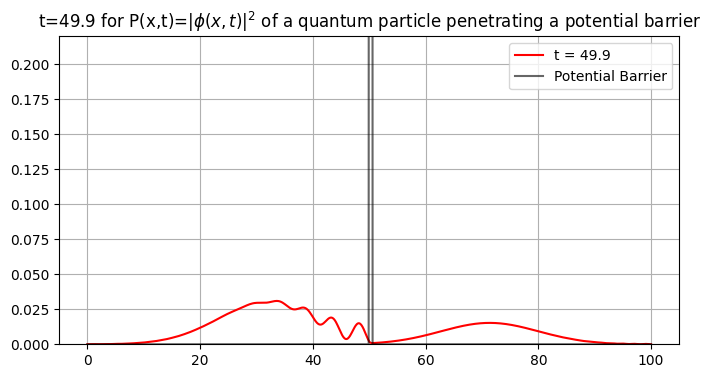 t=49.9 for P(x,t)=|ϕ(x, t)|² of a quantum particle penetrating a potential barrier
t = 49.9
Potential Barrier
0.200
0.175
0.150
0.125
0.100
0.075
0.050
0.025
0.000
0 20 40 60 80 100